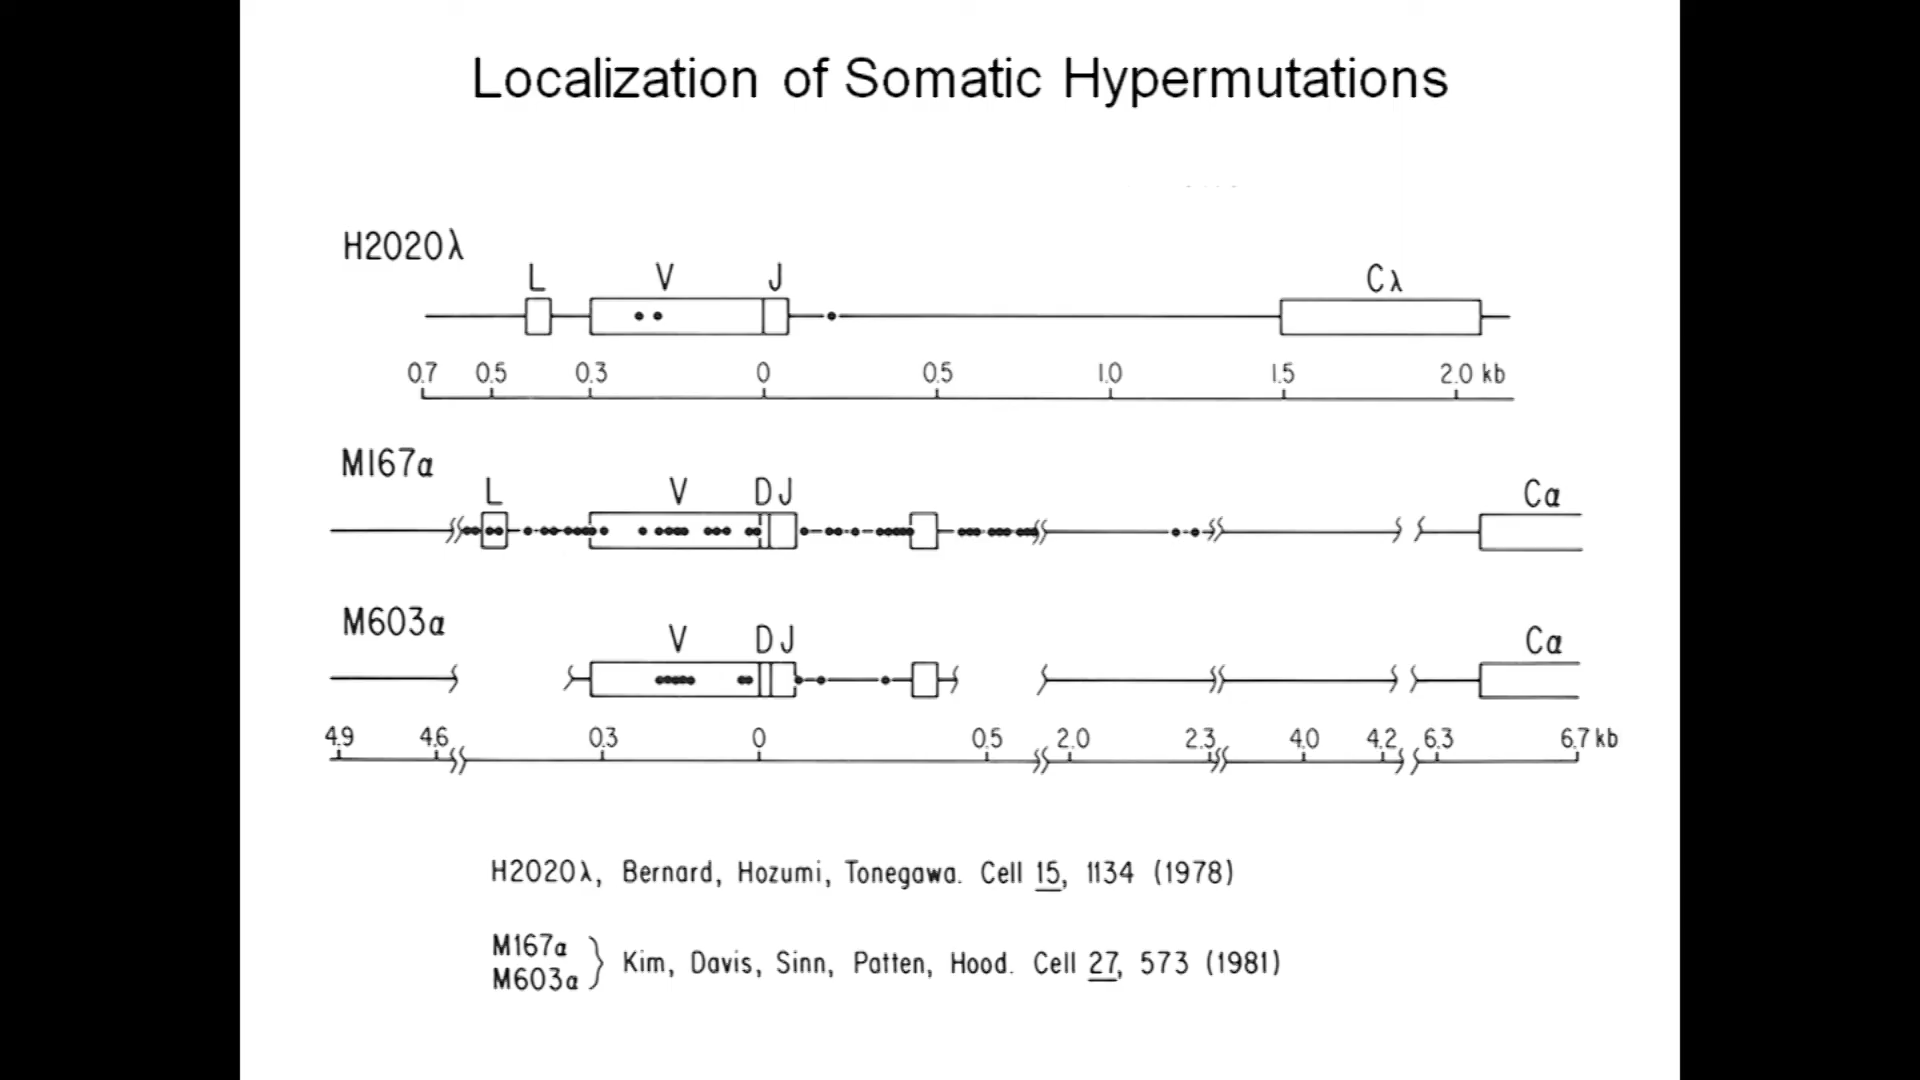 Localization of Somatic Hypermutations
H2020λ
L V J Cλ
0.7 0.5 0.3 0 0.5 1.0 1.5 2.0 kb
M167α
L V D J Cα
M603α
V D J Cα
4.9 4.6 0.3 0 0.5 2.0 2.3 4.0 4.2 6.3 6.7 kb
H2020λ, Bernard, Hozumi, Tonegawa. Cell 15, 1134 (1978)
M167α
M603α } Kim, Davis, Sinn, Patten, Hood. Cell 27, 573 (1981)